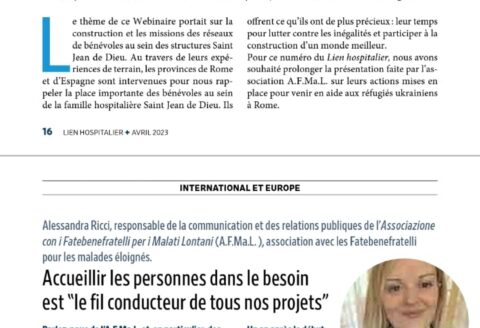 Le thème de ce Webinaire portait sur la
construction et les missions des réseaux
de bénévoles au sein des structures Saint
Jean de Dieu. Au travers de leurs expé-
riences de terrain, les provinces de Rome
et d'Espagne sont intervenues pour nous rap-
peler la place importante des bénévoles au sein
de la famille hospitalière Saint Jean de Dieu. Ils
offrent ce qu'ils ont de plus précieux : leur temps
pour lutter contre les inégalités et participer à la
construction d'un monde meilleur.
Pour ce numéro du Lien hospitalier, nous avons
souhaité prolonger la présentation faite par l'as-
sociation A.F.Ma.L. sur leurs actions mises en
place pour venir en aide aux réfugiés ukrainiens
à Rome.
16 LIEN HOSPITALIER + AVRIL 2023
INTERNATIONAL ET EUROPE
Alessandra Ricci, responsable de la communication et des relations publiques de l'Associazione
con i Fatebenefratelli per i Malati Lontani (A.F.Ma.L. ), association avec les Fatebenefratelli
pour les malades éloignés.
Accueillir les personnes dans le besoin
est "le fil conducteur de tous nos projets"